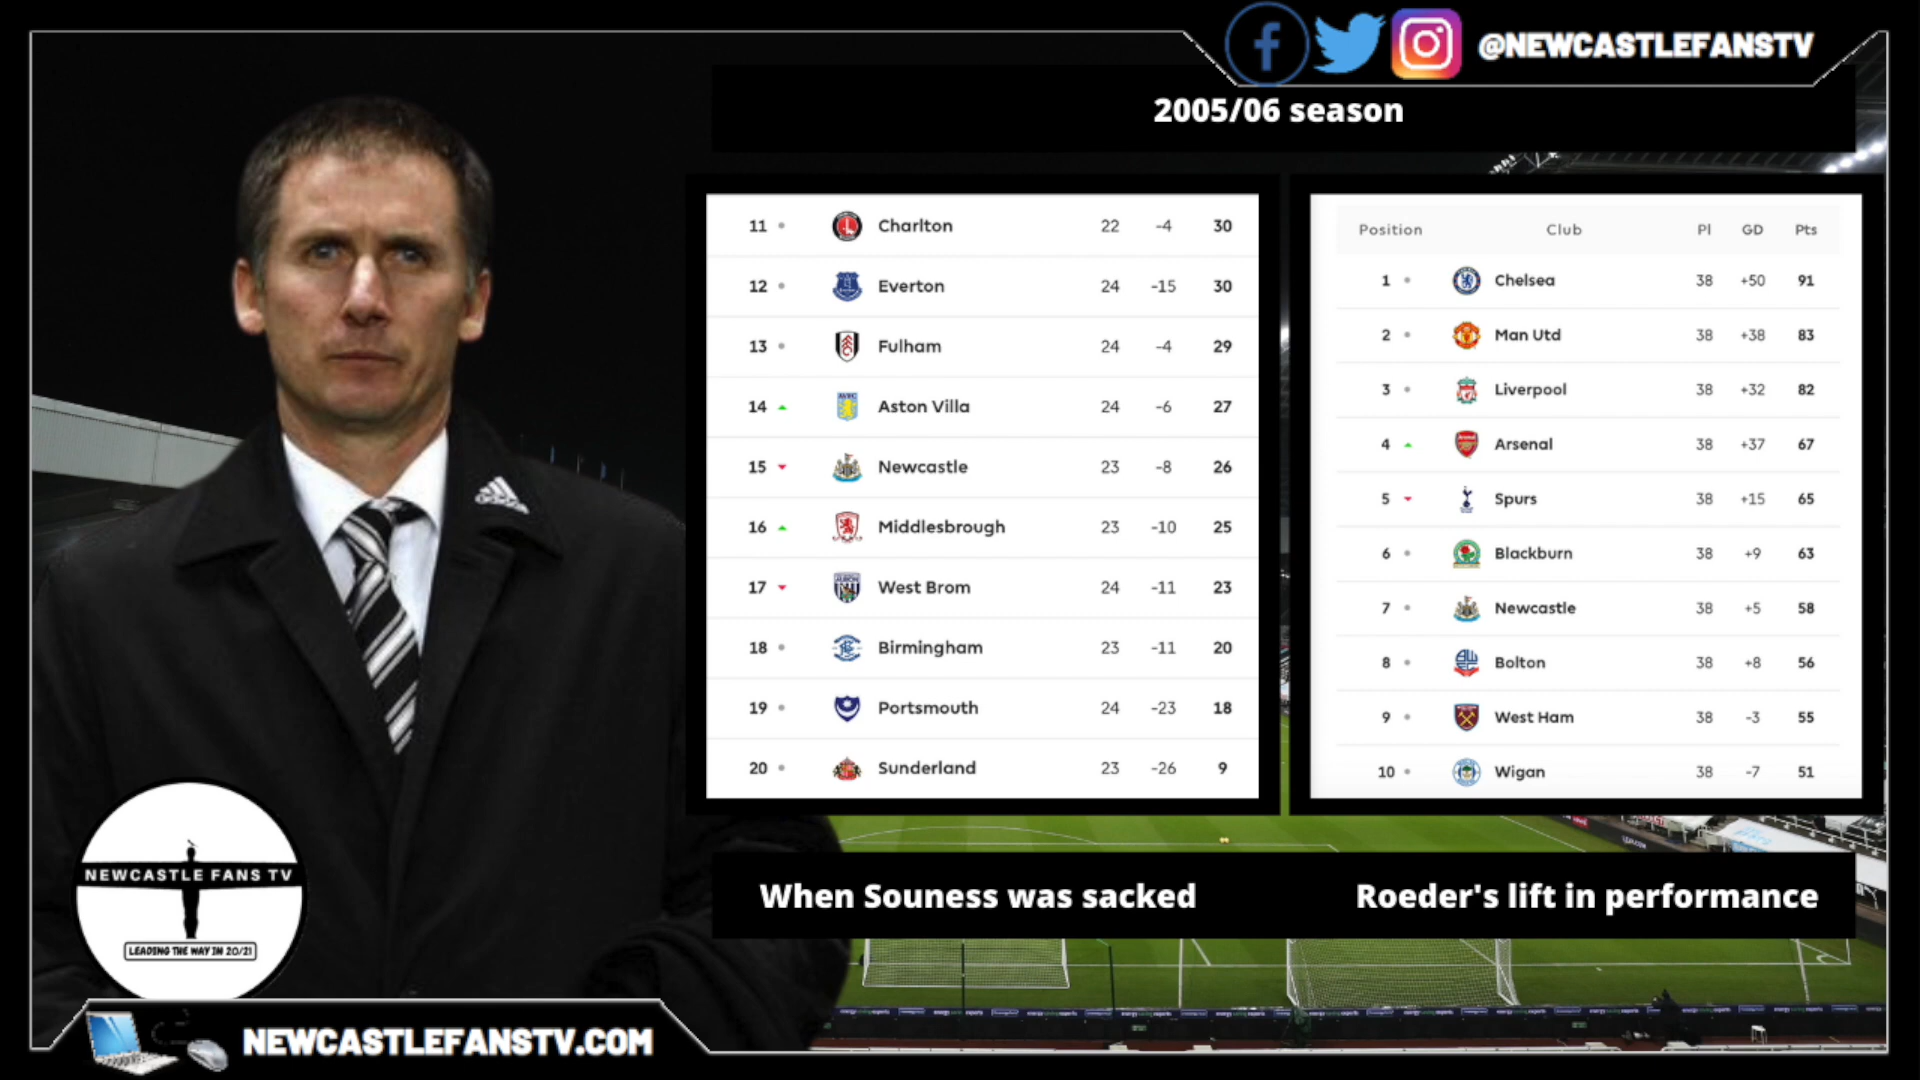 @NEWCASTLEFANSTV
2005/06 season
11 Charlton 22 -4 30
12 Everton 24 -15 30
13 Fulham 24 -4 29
14 Aston Villa 24 -6 27
15 Newcastle 23 -8 26
16 Middlesbrough 23 -10 25
17 West Brom 24 -11 23
18 Birmingham 23 -11 20
19 Portsmouth 24 -23 18
20 Sunderland 23 -26 9
Position Club Pl GD Pts
1 Chelsea 38 +50 91
2 Man Utd 38 +38 83
3 Liverpool 38 +32 82
4 Arsenal 38 +37 67
5 Spurs 38 +15 65
6 Blackburn 38 +9 63
7 Newcastle 38 +5 58
8 Bolton 38 +8 56
9 West Ham 38 -3 55
10 Wigan 38 -7 51
When Souness was sacked
Roeder's lift in performance
adidas
NEWCASTLE FANS TV
LEADING THE WAY IN 20/21
NEWCASTLEFANSTV.COM